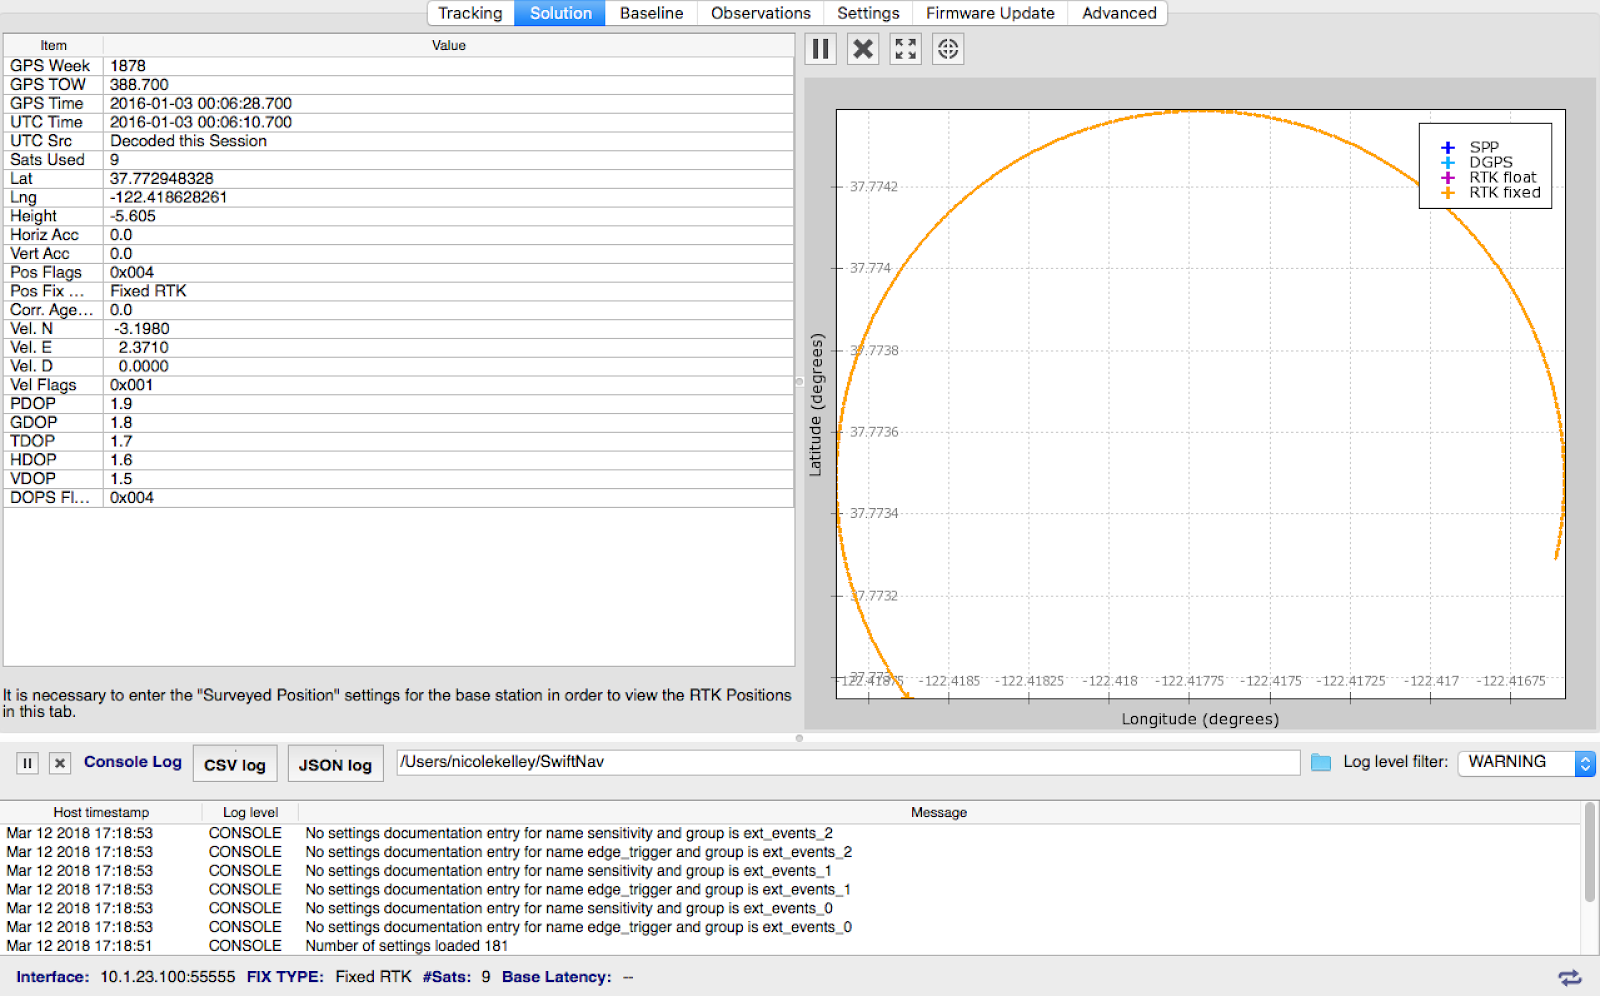 Tracking Solution Baseline Observations Settings Firmware Update Advanced
Item Value
GPS Week 1878
GPS TOW 388.700
GPS Time 2016-01-03 00:06:28.700
UTC Time 2016-01-03 00:06:10.700
UTC Src Decoded this Session
Sats Used 9
Lat 37.772948328
Lng -122.418628261
Height -5.605
Horiz Acc 0.0
Vert Acc 0.0
Pos Flags 0x004
Pos Fix ... Fixed RTK
Corr. Age... 0.0
Vel. N -3.1980
Vel. E 2.3710
Vel. D 0.0000
Vel Flags 0x001
PDOP 1.9
GDOP 1.8
TDOP 1.7
HDOP 1.6
VDOP 1.5
DOPS Fl... 0x004
It is necessary to enter the "Surveyed Position" settings for the base station in order to view the RTK Positions
in this tab.
SPP
DGPS
RTK float
RTK fixed
Latitude (degrees)
37.7742
37.774
37.7738
37.7736
37.7734
37.7732
37.773
-122.41875 -122.4185 -122.41825 -122.418 -122.41775 -122.4175 -122.41725 -122.417 -122.41675
Longitude (degrees)
Console Log CSV log JSON log /Users/nicolekelley/SwiftNav Log level filter: WARNING
Host timestamp Log level Message
Mar 12 2018 17:18:53 CONSOLE No settings documentation entry for name sensitivity and group is ext_events_2
Mar 12 2018 17:18:53 CONSOLE No settings documentation entry for name edge_trigger and group is ext_events_2
Mar 12 2018 17:18:53 CONSOLE No settings documentation entry for name sensitivity and group is ext_events_1
Mar 12 2018 17:18:53 CONSOLE No settings documentation entry for name edge_trigger and group is ext_events_1
Mar 12 2018 17:18:53 CONSOLE No settings documentation entry for name sensitivity and group is ext_events_0
Mar 12 2018 17:18:53 CONSOLE No settings documentation entry for name edge_trigger and group is ext_events_0
Mar 12 2018 17:18:51 CONSOLE Number of settings loaded 181
Interface: 10.1.23.100:55555 FIX TYPE: Fixed RTK #Sats: 9 Base Latency: --